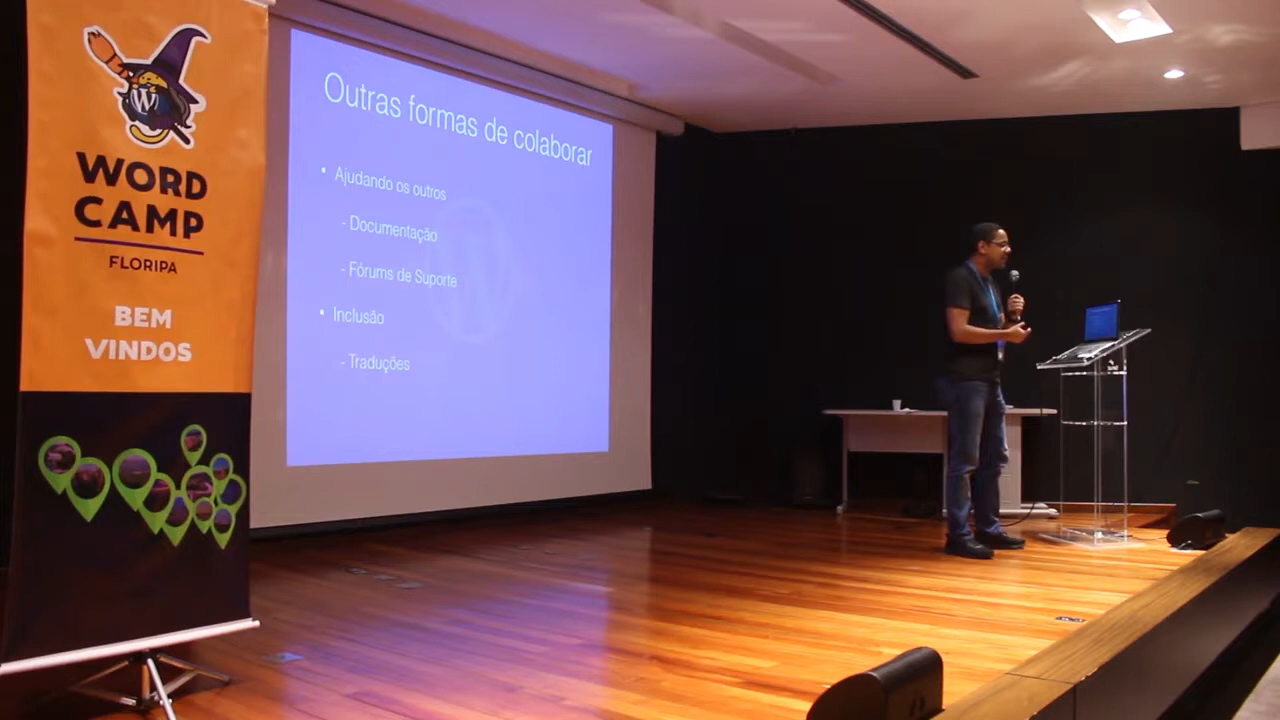 WORD
CAMP
FLORIPA
BEM
VINDOS
Outras formas de colaborar
• Ajudando os outros
- Documentação
- Fórums de Suporte
• Inclusão
- Traduções